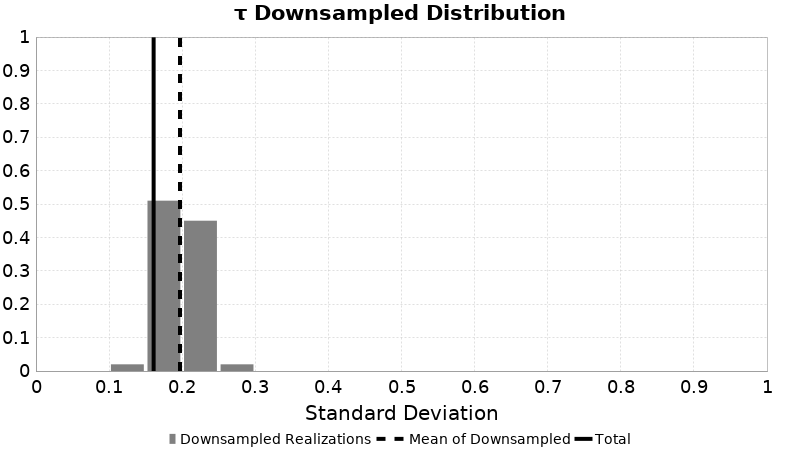 τ Downsampled Distribution
1
0.9
0.8
0.7
0.6
0.5
0.4
0.3
0.2
0.1
0
0 0.1 0.2 0.3 0.4 0.5 0.6 0.7 0.8 0.9 1
Standard Deviation
Downsampled Realizations Mean of Downsampled Total